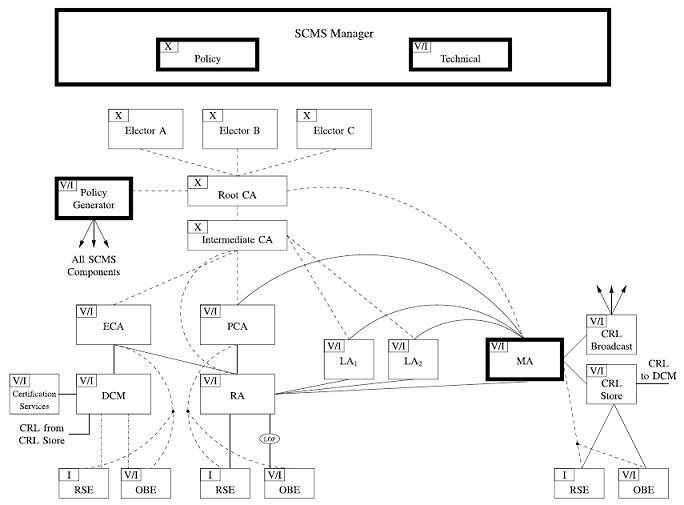 SCMS Manager
X
Policy
V/I
Technical
X
Elector A
X
Elector B
X
Elector C
V/I
Policy
Generator
X
Root CA
X
Intermediate CA
All SCMS
Components
V/I
ECA
V/I
PCA
V/I
LA1
V/I
LA2
V/I
MA
V/I
CRL
Broadcast
V/I
CRL
Store
CRL
to DCM
V/I
Certification
Services
V/I
DCM
V/I
RA
CRL from
CRL Store
LOP
I
RSE
V/I
OBE
I
RSE
V/I
OBE
I
RSE
V/I
OBE